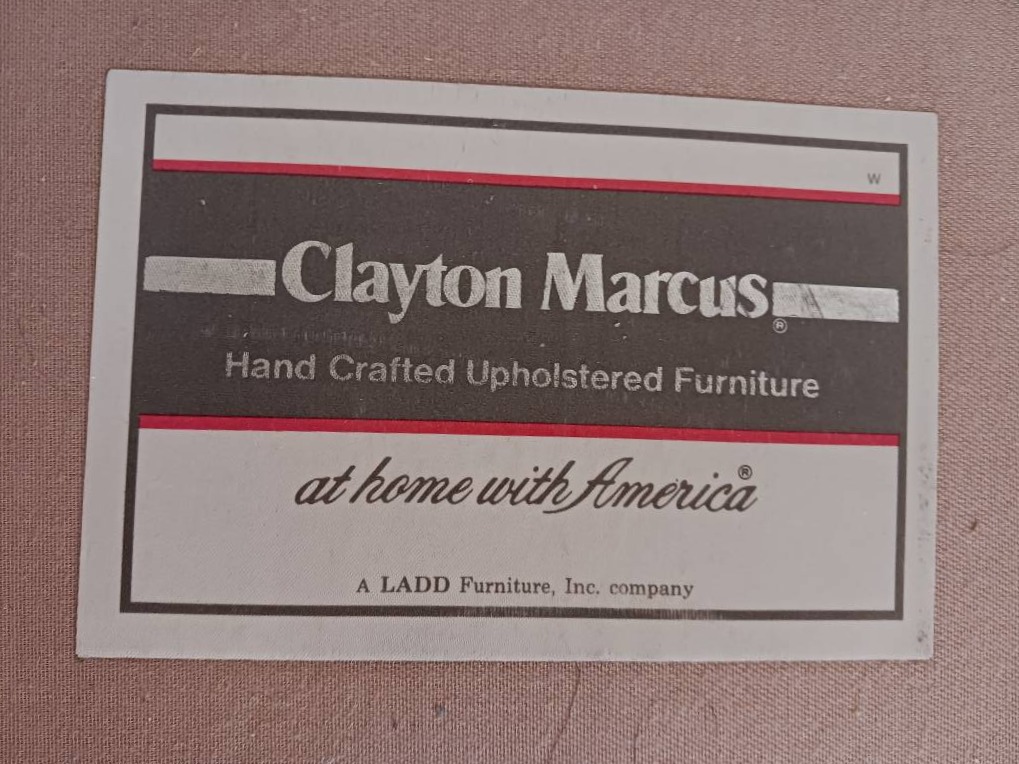 W
Clayton Marcus®
Hand Crafted Upholstered Furniture
at home with America®
A LADD Furniture, Inc. company